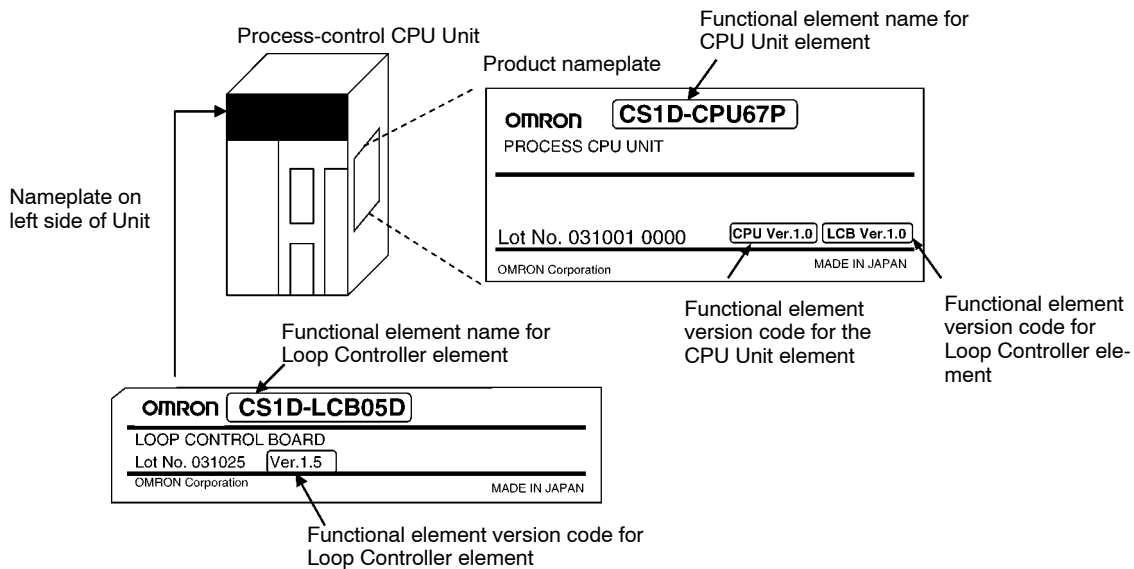 Functional element name for
CPU Unit element
Process-control CPU Unit
Product nameplate
OMRON CS1D-CPU67P
PROCESS CPU UNIT
Nameplate on
left side of Unit
Lot No. 031001 0000 CPU Ver.1.0 LCB Ver.1.0
OMRON Corporation MADE IN JAPAN
Functional element
version code for the
CPU Unit element
Functional element
version code for
Loop Controller ele-
ment
Functional element name for
Loop Controller element
OMRON CS1D-LCB05D
LOOP CONTROL BOARD
Lot No. 031025 Ver.1.5
OMRON Corporation MADE IN JAPAN
Functional element version code for
Loop Controller element